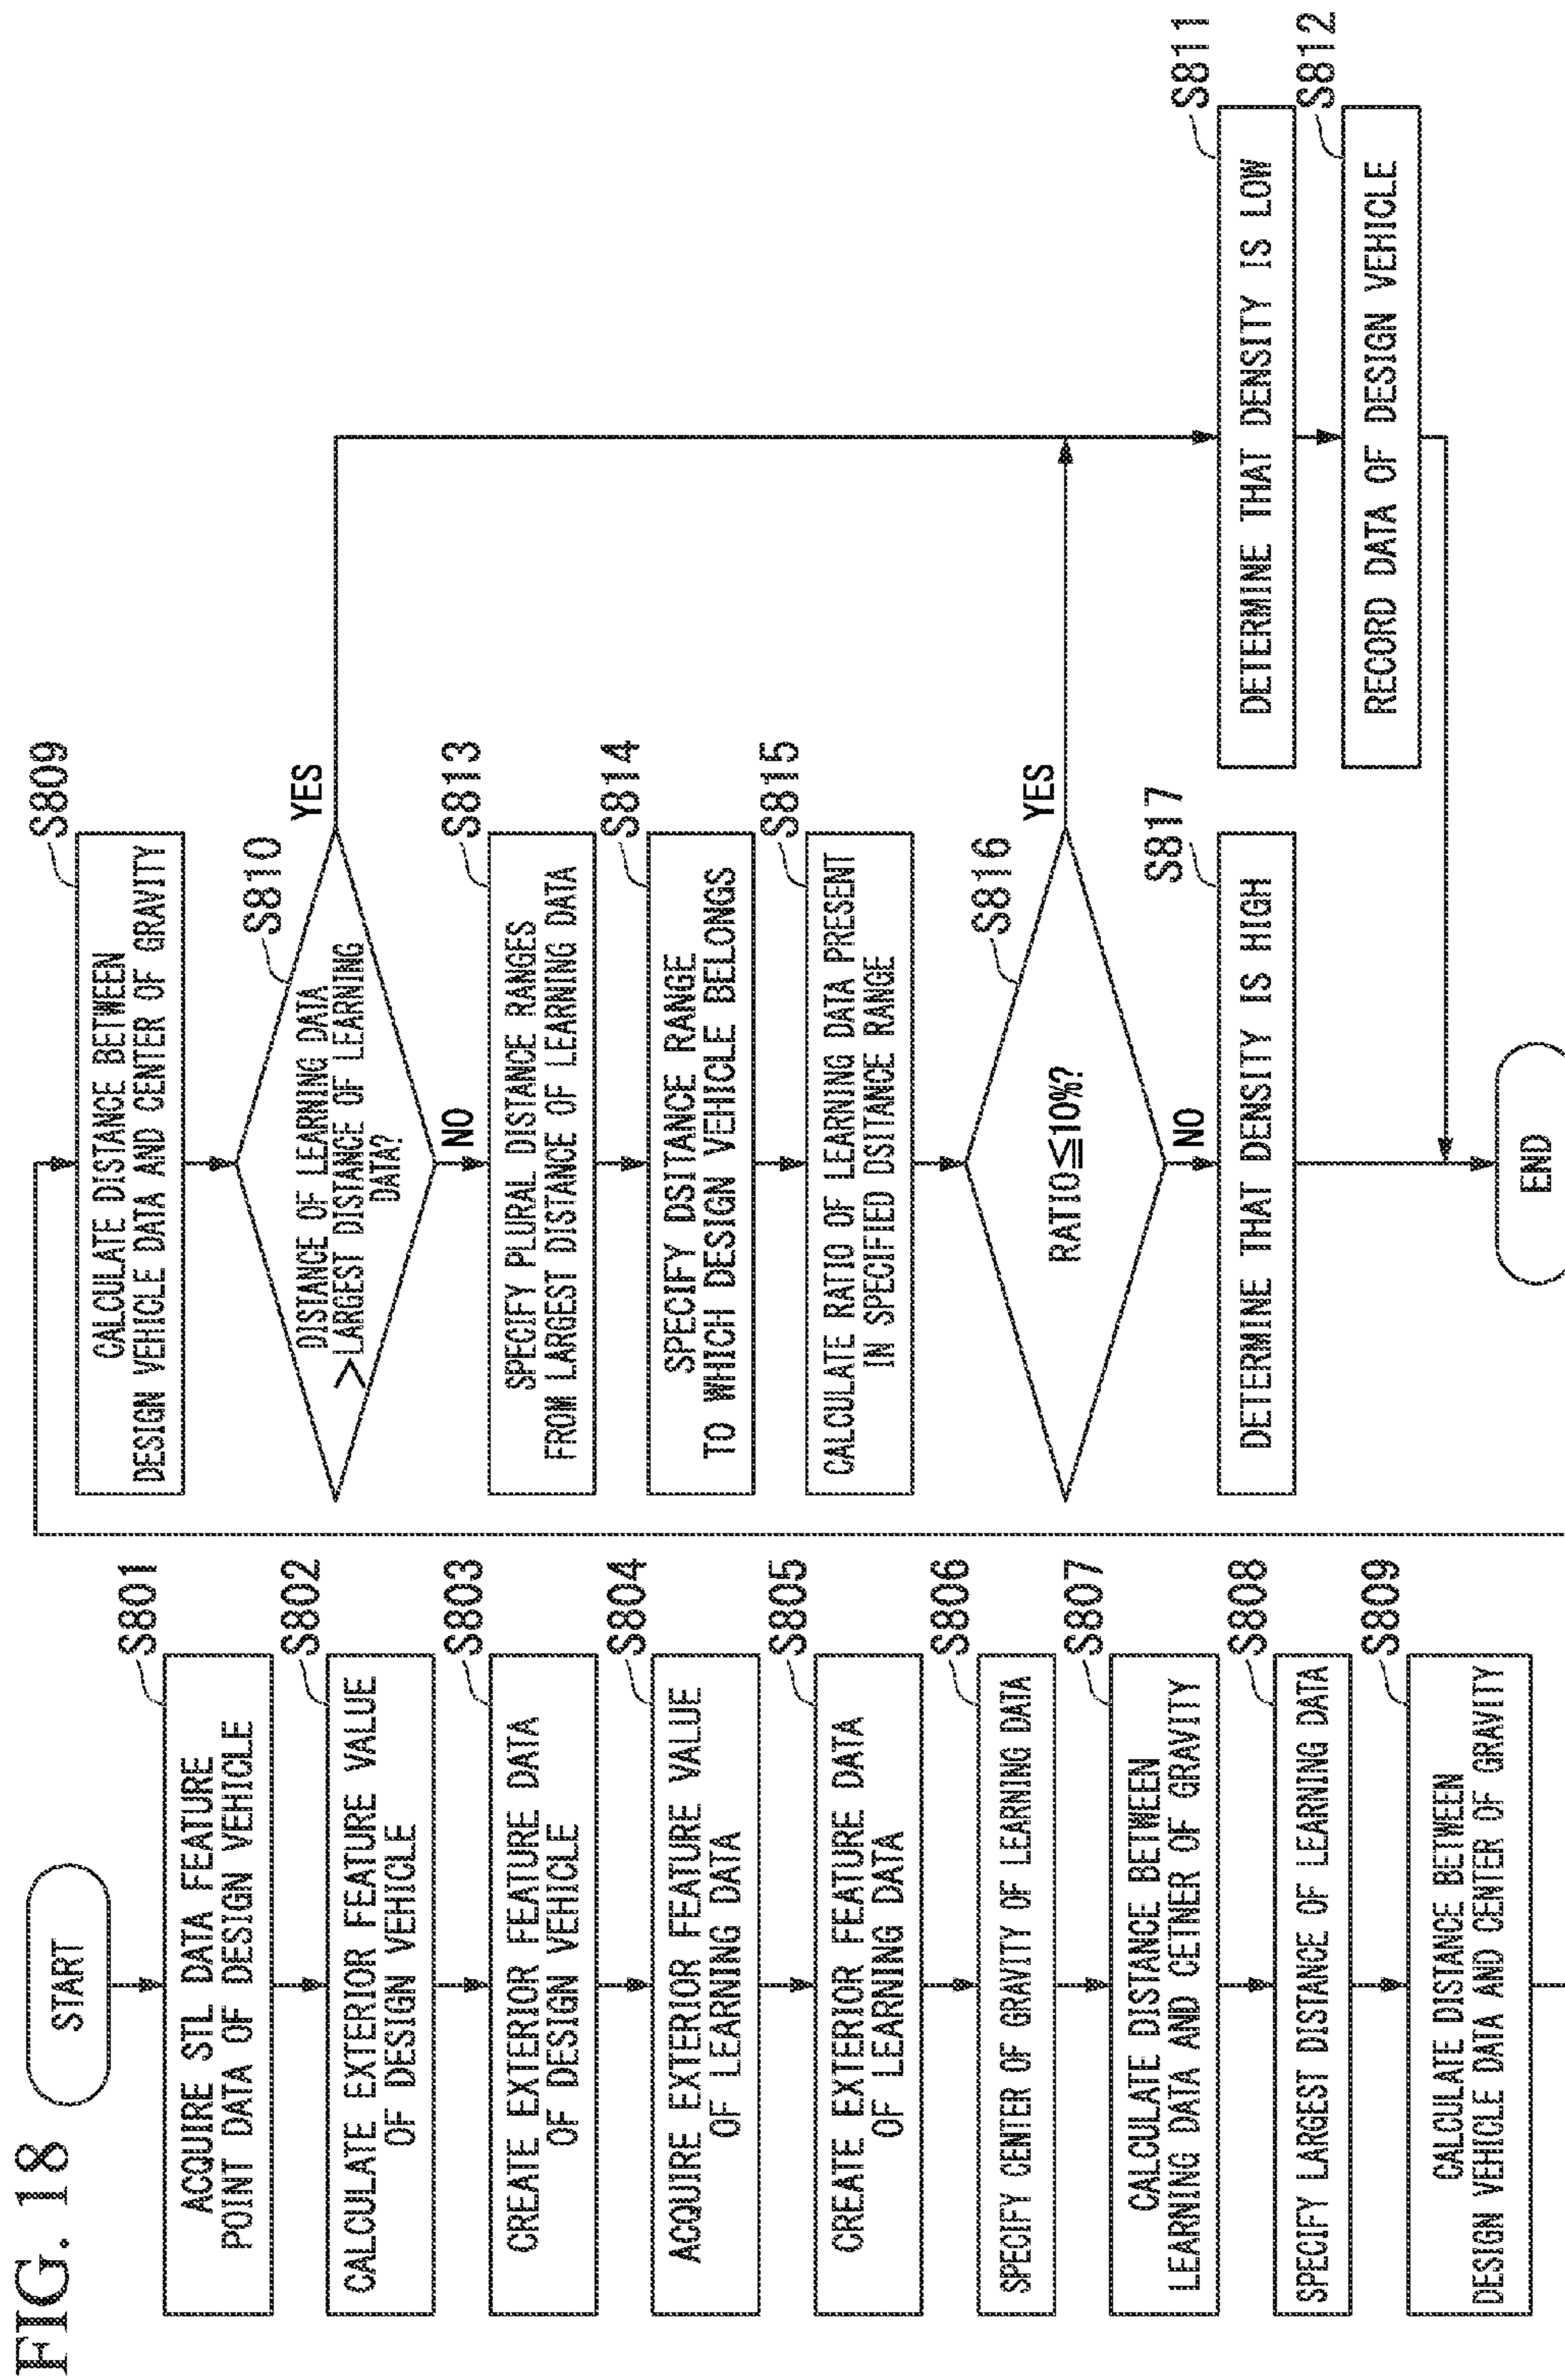 FIG. 18
START
S801
ACQUIRE STL DATA FEATURE
POINT DATA OF DESIGN VEHICLE
S802
CALCULATE EXTERIOR FEATURE VALUE
OF DESIGN VEHICLE
S803
CREATE EXTERIOR FEATURE DATA
OF DESIGN VEHICLE
S804
ACQUIRE EXTERIOR FEATURE VALUE
OF LEARNING DATA
S805
CREATE EXTERIOR FEATURE DATA
OF LEARNING DATA
S806
SPECIFY CENTER OF GRAVITY OF LEARNING DATA
S807
CALCULATE DISTANCE BETWEEN
LEARNING DATA AND CETNER OF GRAVITY
S808
SPECIFY LARGEST DISTANCE OF LEARNING DATA
S809
CALCULATE DISTANCE BETWEEN
DESIGN VEHICLE DATA AND CENTER OF GRAVITY
S809
CALCULATE DISTANCE BETWEEN
DESIGN VEHICLE DATA AND CENTER OF GRAVITY
S810
DISTANCE OF LEARNING DATA
>LARGEST DISTANCE OF LEARNING
DATA?
YES
NO
S813
SPECIFY PLURAL DISTANCE RANGES
FROM LARGEST DISTANCE OF LEARNING DATA
S814
SPECIFY DSITANCE RANGE
TO WHICH DESIGN VEHICLE BELONGS
S815
CALCULATE RATIO OF LEARNING DATA PRESENT
IN SPECIFIED DSITANCE RANGE
S816
RATIO≦10%?
YES
NO
S817
DETERMINE THAT DENSITY IS HIGH
S811
DETERMINE THAT DENSITY IS LOW
S812
RECORD DATA OF DESIGN VEHICLE
END